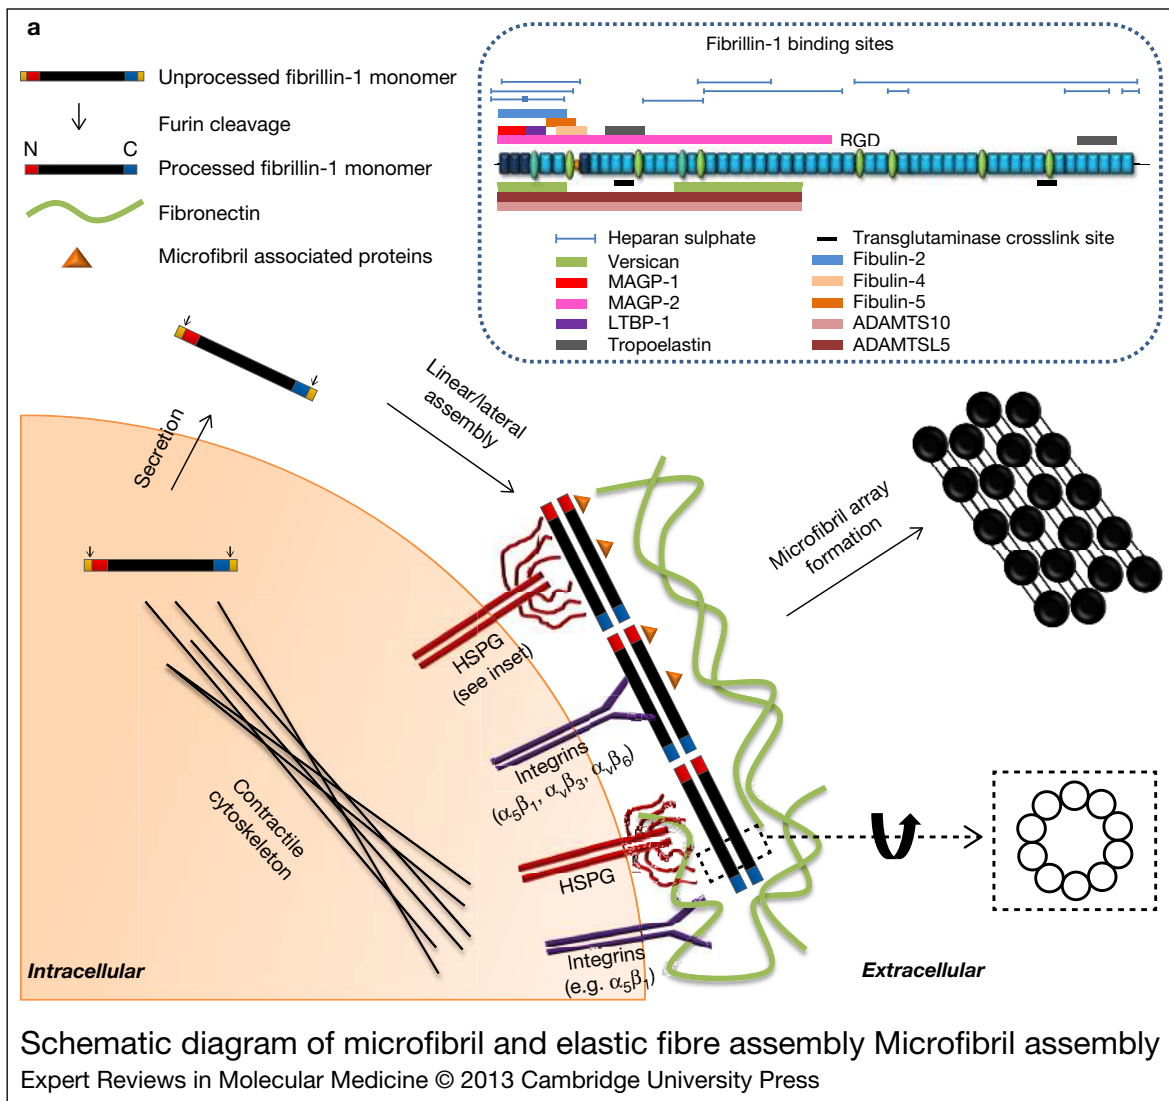 a
Unprocessed fibrillin-1 monomer
Furin cleavage
N C
Processed fibrillin-1 monomer
Fibronectin
Microfibril associated proteins
Fibrillin-1 binding sites
RGD
Heparan sulphate
Versican
MAGP-1
MAGP-2
LTBP-1
Tropoelastin
Transglutaminase crosslink site
Fibulin-2
Fibulin-4
Fibulin-5
ADAMTS10
ADAMTSL5
Secretion
Linear/lateral
assembly
Microfibril array
formation
HSPG
(see inset)
Integrins
(α5β1, αvβ3, αvβ6)
Contractile
cytoskeleton
HSPG
Integrins
(e.g. α5β1)
Intracellular
Extracellular
Schematic diagram of microfibril and elastic fibre assembly Microfibril assembly
Expert Reviews in Molecular Medicine © 2013 Cambridge University Press